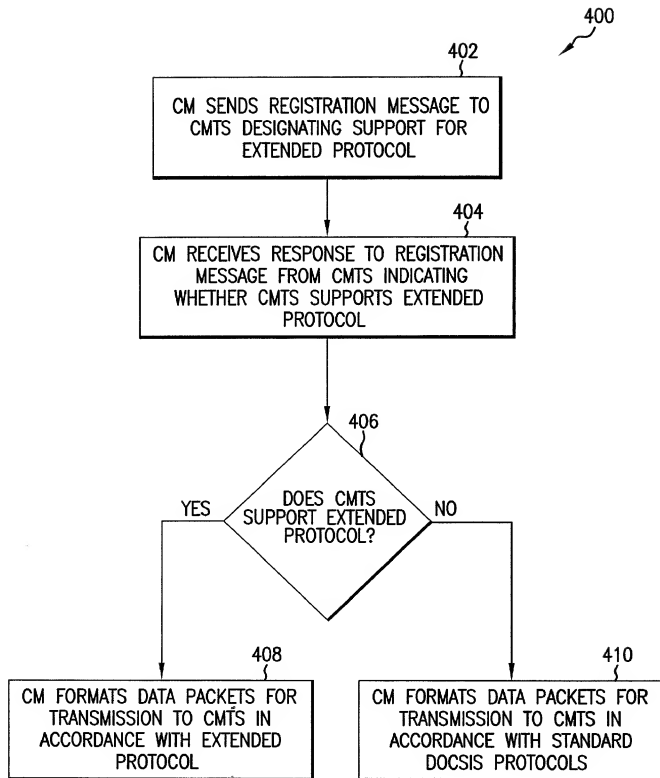 400
402
CM SENDS REGISTRATION MESSAGE TO
CMTS DESIGNATING SUPPORT FOR
EXTENDED PROTOCOL
404
CM RECEIVES RESPONSE TO REGISTRATION
MESSAGE FROM CMTS INDICATING
WHETHER CMTS SUPPORTS EXTENDED
PROTOCOL
406
DOES CMTS
SUPPORT EXTENDED
PROTOCOL?
YES
NO
408
CM FORMATS DATA PACKETS FOR
TRANSMISSION TO CMTS IN
ACCORDANCE WITH EXTENDED
PROTOCOL
410
CM FORMATS DATA PACKETS FOR
TRANSMISSION TO CMTS IN
ACCORDANCE WITH STANDARD
DOCSIS PROTOCOLS